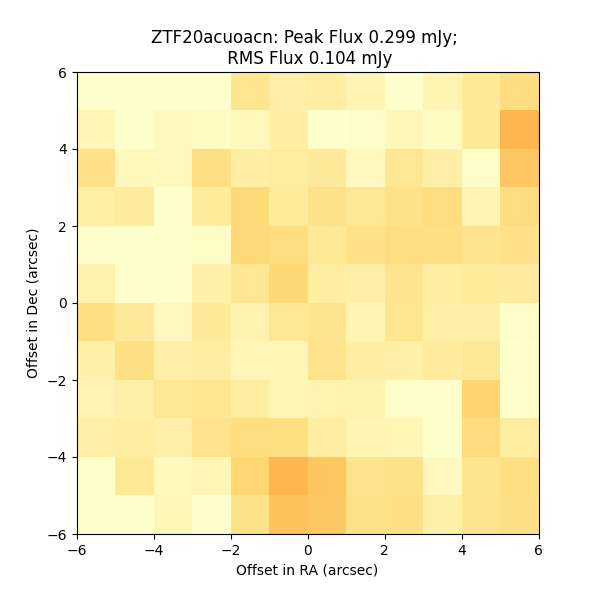 ZTF20acuoacn: Peak Flux 0.299 mJy;
RMS Flux 0.104 mJy
6
4
2
0
−2
−4
−6
Offset in Dec (arcsec)
−6 −4 −2 0 2 4 6
Offset in RA (arcsec)